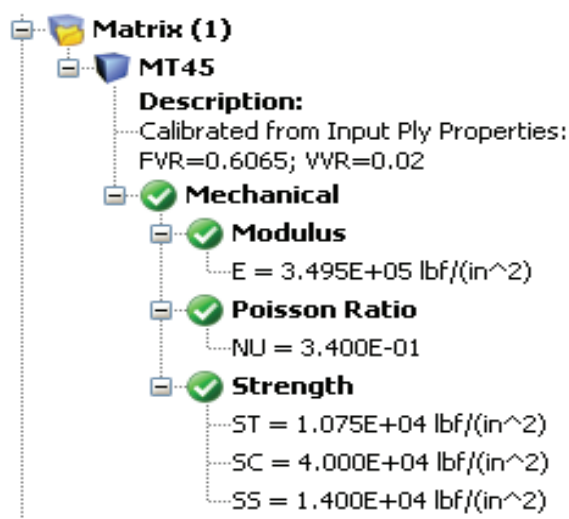 Matrix (1)
MT45
Description:
Calibrated from Input Ply Properties:
FVR=0.6065; VVR=0.02
Mechanical
Modulus
E = 3.495E+05 lbf/(in^2)
Poisson Ratio
NU = 3.400E-01
Strength
ST = 1.075E+04 lbf/(in^2)
SC = 4.000E+04 lbf/(in^2)
SS = 1.400E+04 lbf/(in^2)